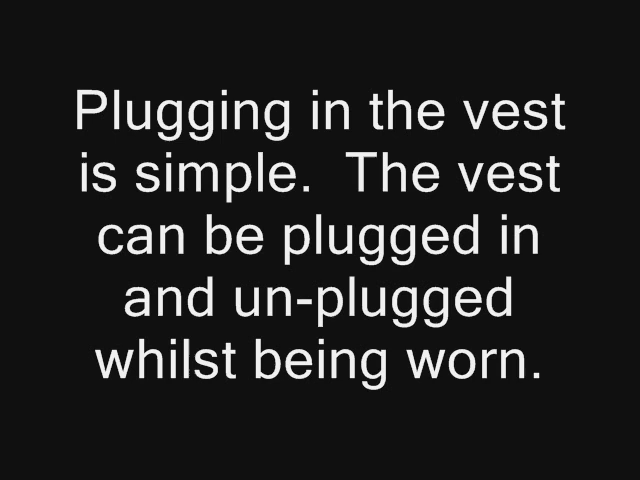 Plugging in the vest
is simple.  The vest
can be plugged in
and un-plugged
whilst being worn.